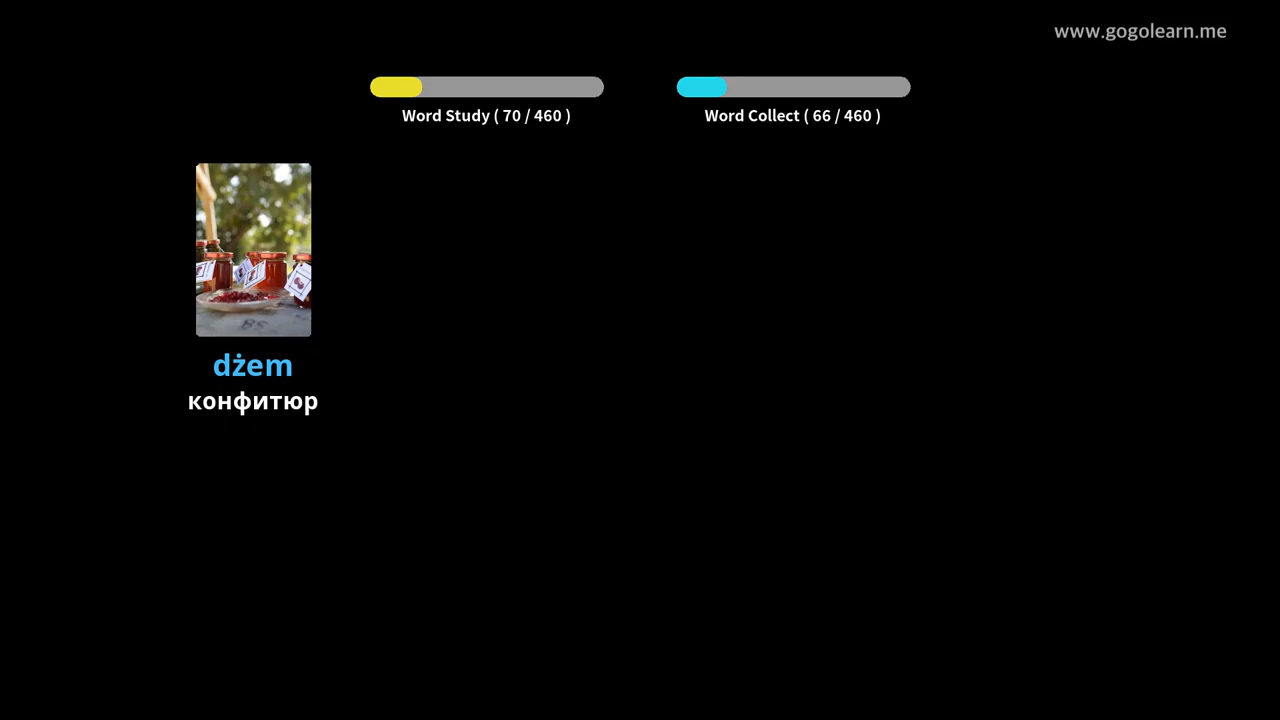 www.gogolearn.me
Word Study ( 70 / 460 )
Word Collect ( 66 / 460 )
dżem
конфитюр